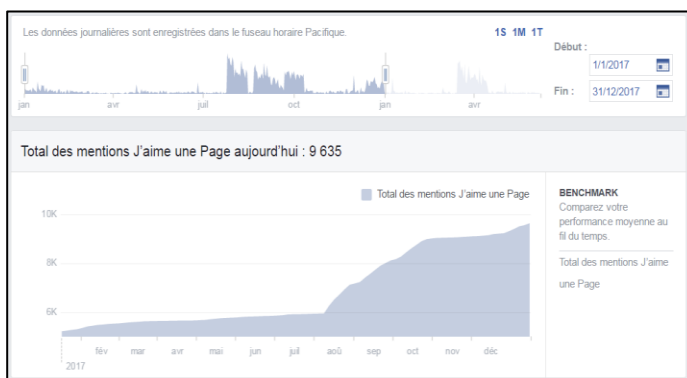 Les données journalières sont enregistrées dans le fuseau horaire Pacifique.
1S 1M 1T
Début :
1/1/2017
Fin :
31/12/2017
jan avr juil oct jan avr
Total des mentions J'aime une Page aujourd'hui : 9 635
Total des mentions J'aime une Page
10K
8K
6K
fév mar avr mai jun juil aoû sep oct nov déc
2017
BENCHMARK
Comparez votre
performance moyenne au
fil du temps.
Total des mentions J'aime
une Page